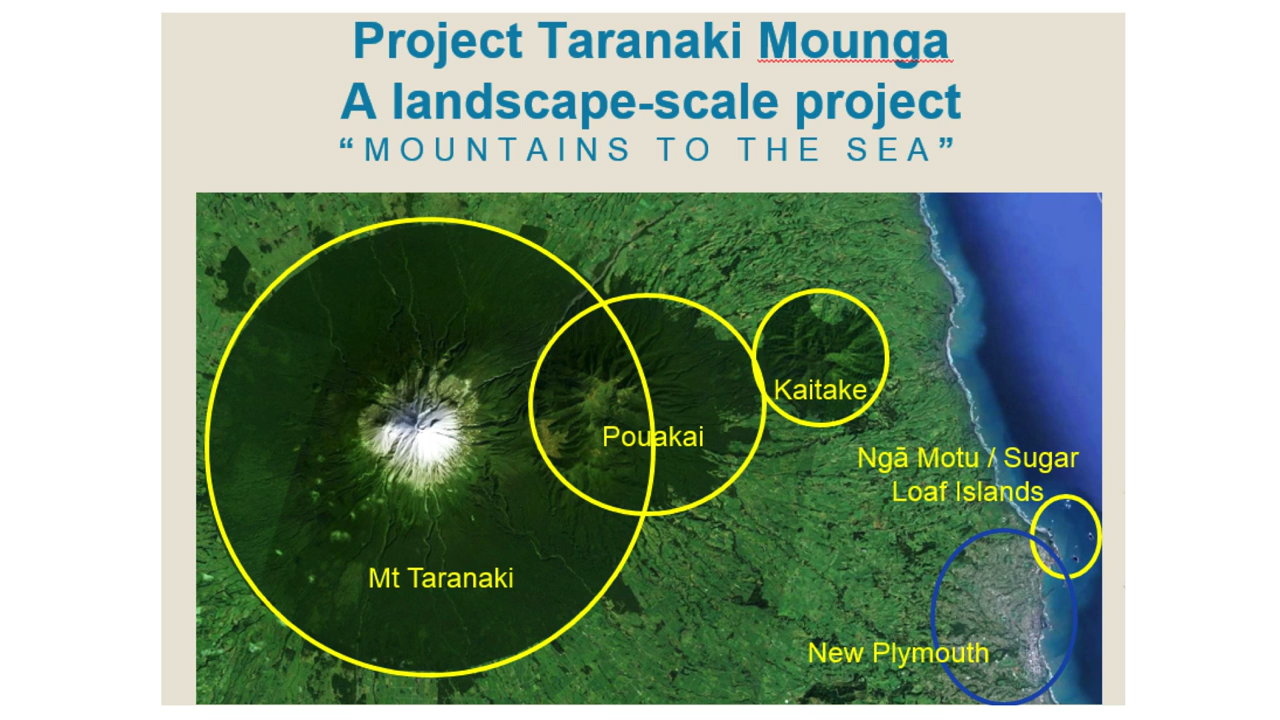 Project Taranaki Mounga
A landscape-scale project
“MOUNTAINS TO THE SEA”
Kaitake
Pouakai
Ngā Motu / Sugar
Loaf Islands
Mt Taranaki
New Plymouth